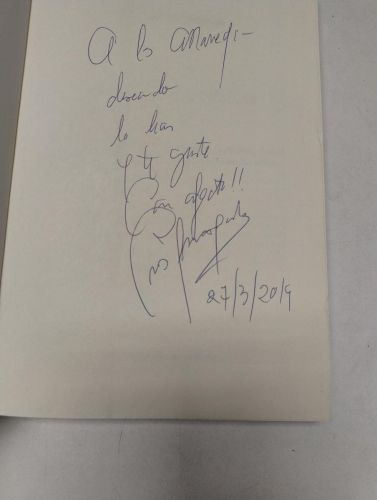 A la
deseando
lo leas
y te guste.
Con afecto!!
27/3/2019